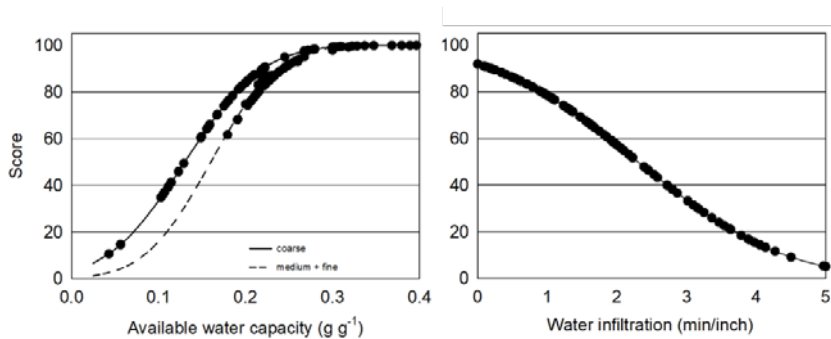 100
80
60
40
20
0
Score
coarse
medium + fine
0.0 0.1 0.2 0.3 0.4
Available water capacity (g g⁻¹)
100
80
60
40
20
0
0 1 2 3 4 5
Water infiltration (min/inch)